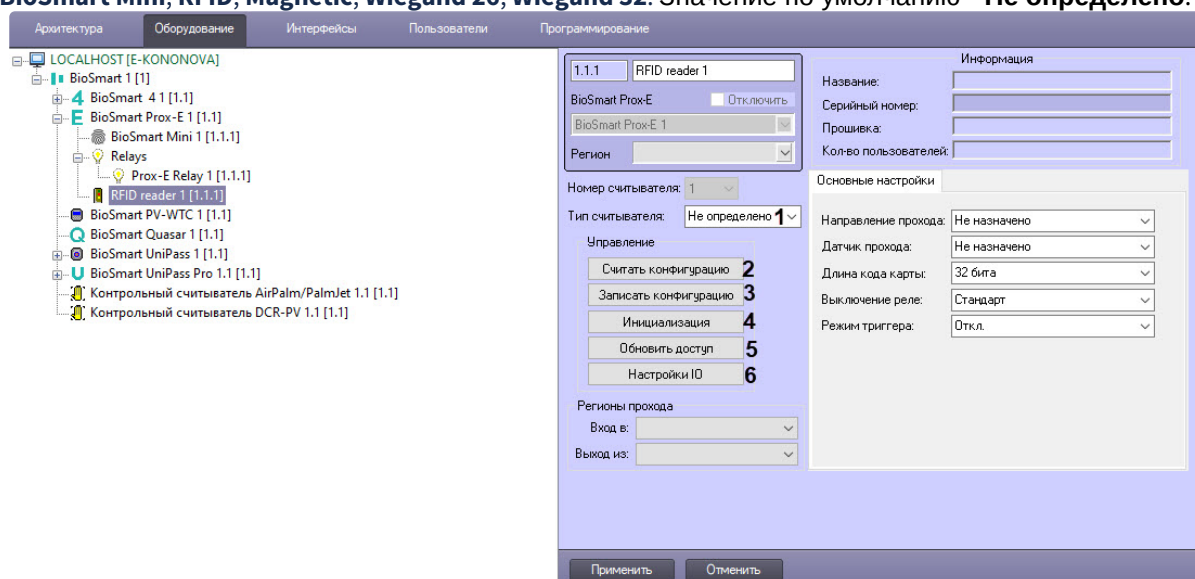 BioSmart Mini, RFID, Magnetic, Wiegand 26, Wiegand 32. Значение по умолчанию - Не определено.
Архитектура Оборудование Интерфейсы Пользователи Программирование
LOCALHOST [E-KONONOVA]
BioSmart 1 [1]
BioSmart 4 1 [1.1]
BioSmart Prox-E 1 [1.1]
BioSmart Mini 1 [1.1.1]
Relays
Prox-E Relay 1 [1.1.1]
RFID reader 1 [1.1.1]
BioSmart PV-WTC 1 [1.1]
BioSmart Quasar 1 [1.1]
BioSmart UniPass 1 [1.1]
BioSmart UniPass Pro 1.1 [1.1]
Контрольный считыватель AirPalm/PalmJet 1.1 [1.1]
Контрольный считыватель DCR-PV 1.1 [1.1]
1.1.1 RFID reader 1
BioSmart Prox-E Отключить
BioSmart Prox-E 1
Регион
Номер считывателя: 1
Тип считывателя: Не определено 1
Управление
Считать конфигурацию 2
Записать конфигурацию 3
Инициализация 4
Обновить доступ 5
Настройки IO 6
Регионы прохода
Вход в:
Выход из:
Информация
Название:
Серийный номер:
Прошивка:
Кол-во пользователей:
Основные настройки
Направление прохода: Не назначено
Датчик прохода: Не назначено
Длина кода карты: 32 бита
Выключение реле: Стандарт
Режим триггера: Откл.
Применить Отменить